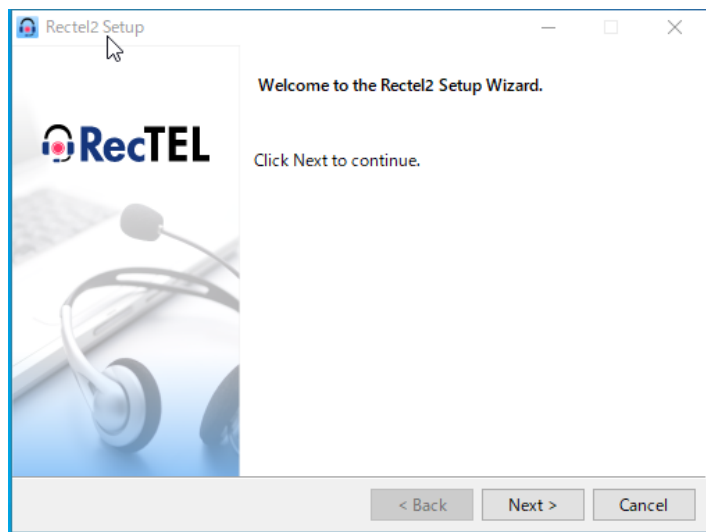 Rectel2 Setup
Welcome to the Rectel2 Setup Wizard.
RecTEL
Click Next to continue.
< Back
Next >
Cancel